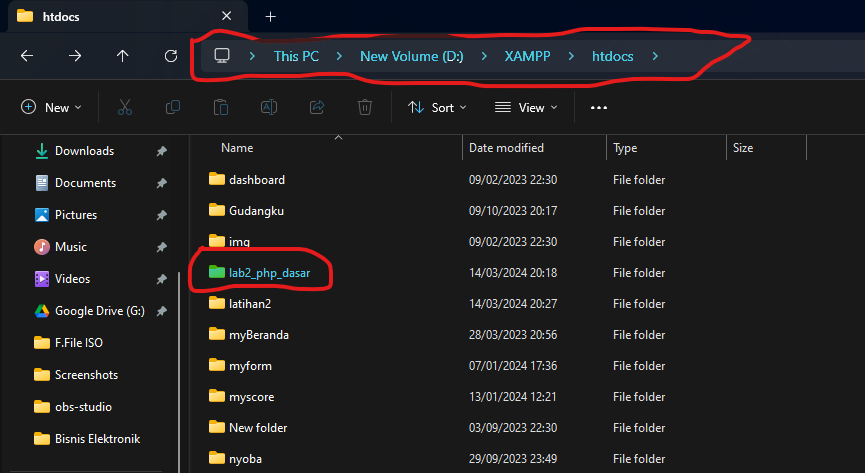 htdocs
This PC > New Volume (D:) > XAMPP > htdocs >
New Sort View
Name Date modified Type Size
Downloads
Documents
Pictures
Music
Videos
Google Drive (G:)
F.File ISO
Screenshots
obs-studio
Bisnis Elektronik
dashboard 09/02/2023 22:30 File folder
Gudangku 09/10/2023 20:17 File folder
img 09/02/2023 22:30 File folder
lab2_php_dasar 14/03/2024 20:18 File folder
latihan2 14/03/2024 20:27 File folder
myBeranda 28/03/2023 20:56 File folder
myform 07/01/2024 17:36 File folder
myscore 13/01/2024 12:21 File folder
New folder 03/09/2023 22:30 File folder
nyoba 29/09/2023 23:49 File folder